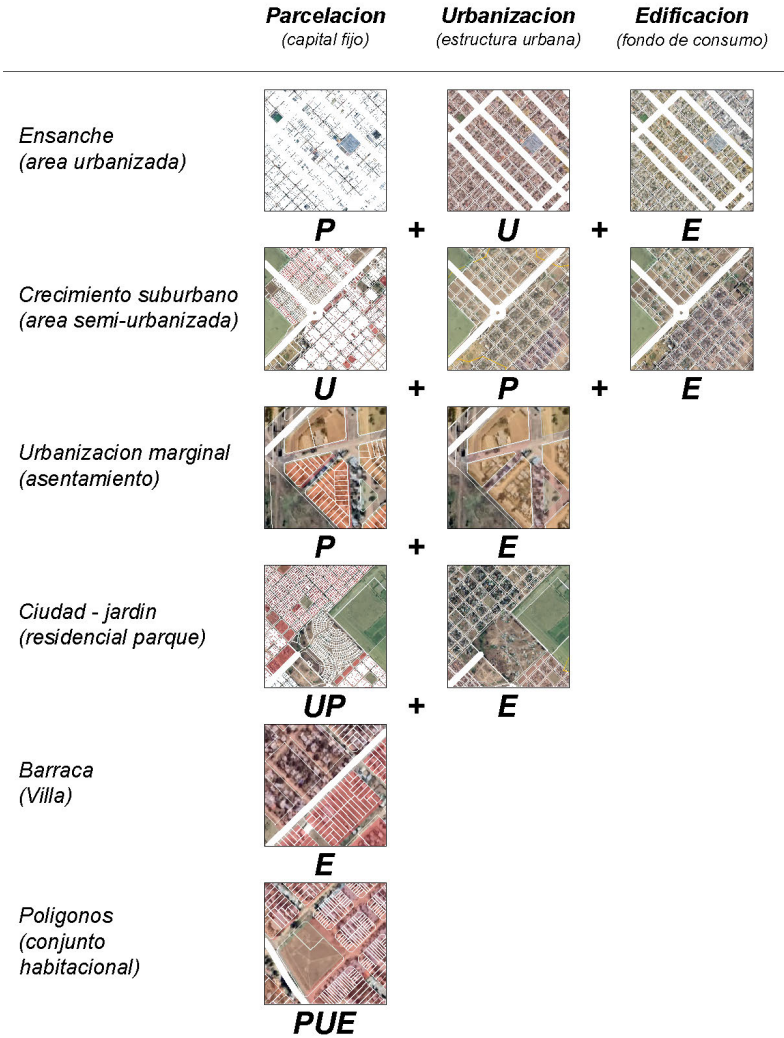 Parcelacion Urbanizacion Edificacion
(capital fijo) (estructura urbana) (fondo de consumo)
Ensanche
(area urbanizada)
P + U + E
Crecimiento suburbano
(area semi-urbanizada)
U + P + E
Urbanizacion marginal
(asentamiento)
P + E
Ciudad - jardin
(residencial parque)
UP + E
Barraca
(Villa)
E
Poligonos
(conjunto
habitacional)
PUE